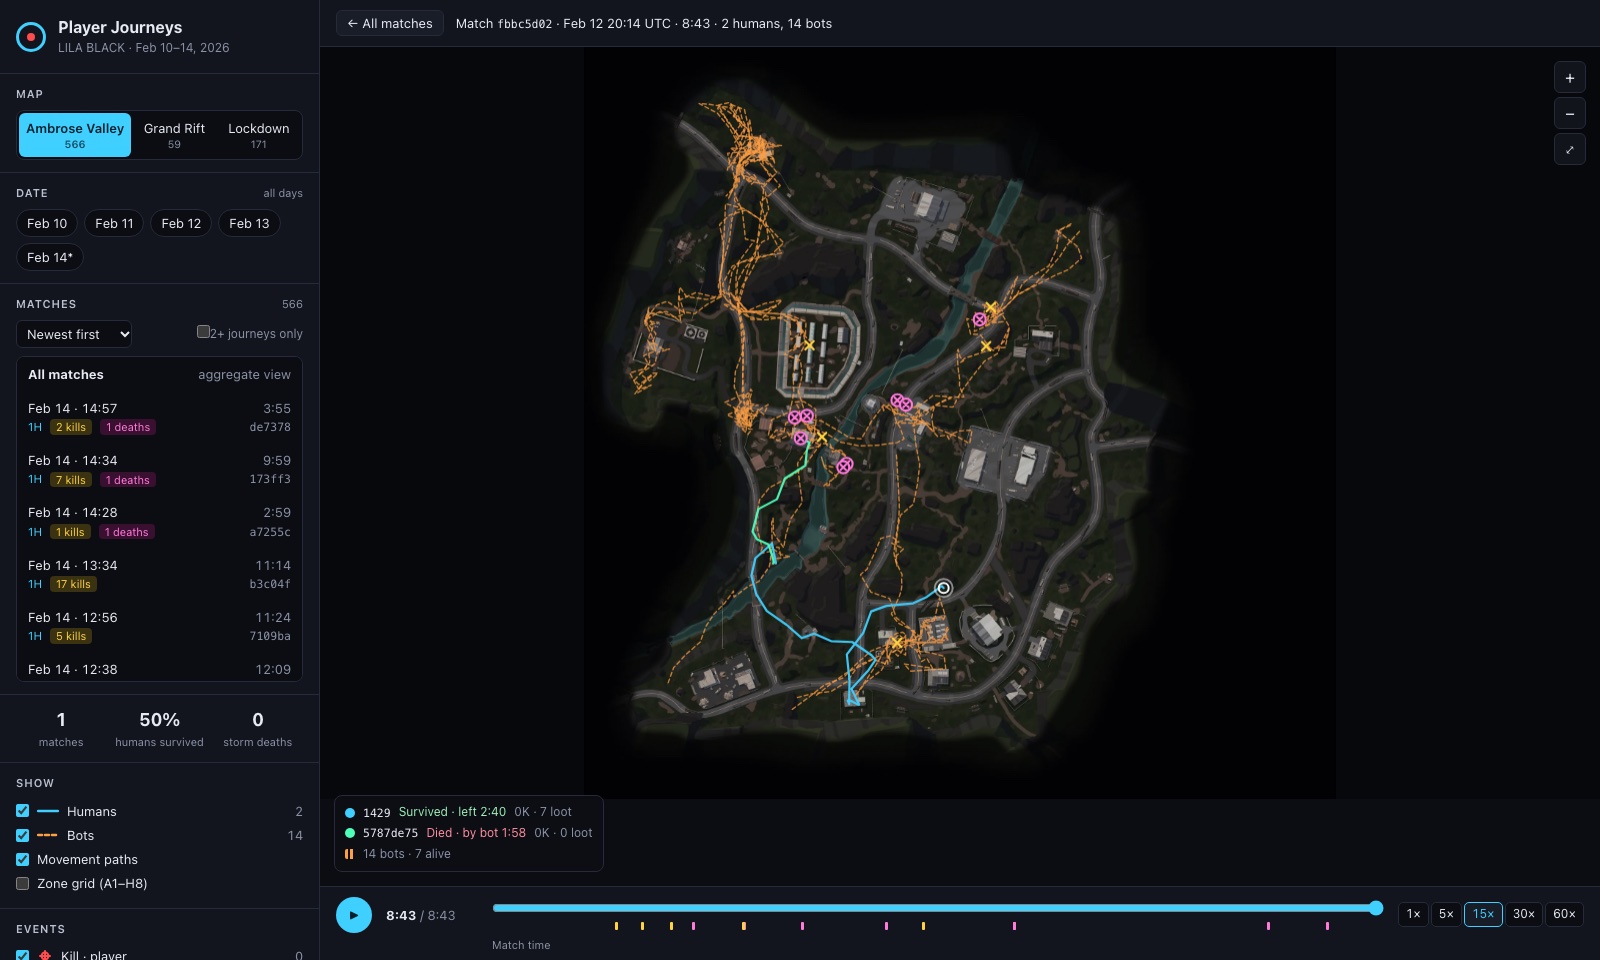 Player Journeys
LILA BLACK · Feb 10–14, 2026
MAP
Ambrose Valley
566
Grand Rift
59
Lockdown
171
DATE
all days
Feb 10
Feb 11
Feb 12
Feb 13
Feb 14*
MATCHES
566
Newest first
2+ journeys only
All matches
aggregate view
Feb 14 · 14:57
3:55
1H 2 kills 1 deaths
de7378
Feb 14 · 14:34
9:59
1H 7 kills 1 deaths
173ff3
Feb 14 · 14:28
2:59
1H 1 kills 1 deaths
a7255c
Feb 14 · 13:34
11:14
1H 17 kills
b3c04f
Feb 14 · 12:56
11:24
1H 5 kills
7109ba
Feb 14 · 12:38
12:09
1
matches
50%
humans survived
0
storm deaths
SHOW
Humans
2
Bots
14
Movement paths
Zone grid (A1–H8)
EVENTS
Kill · player
0
← All matches
Match fbbc5d02 · Feb 12 20:14 UTC · 8:43 · 2 humans, 14 bots
+
−
⤢
1429 Survived · left 2:40 0K · 7 loot
5787de75 Died · by bot 1:58 0K · 0 loot
14 bots · 7 alive
8:43 / 8:43
Match time
1×
5×
15×
30×
60×